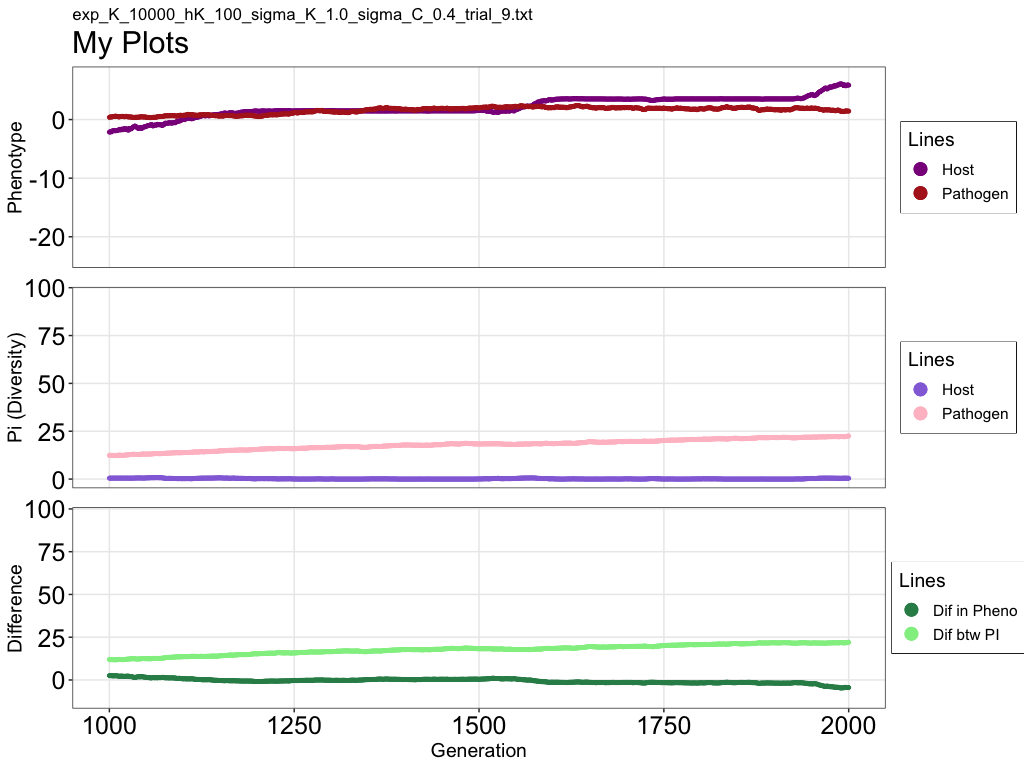 exp_K_10000_hK_100_sigma_K_1.0_sigma_C_0.4_trial_9.txt
My Plots
Phenotype
0
-10
-20
Lines
Host
Pathogen
Pi (Diversity)
100
75
50
25
0
Lines
Host
Pathogen
Difference
100
75
50
25
0
Lines
Dif in Pheno
Dif btw PI
1000
1250
1500
1750
2000
Generation